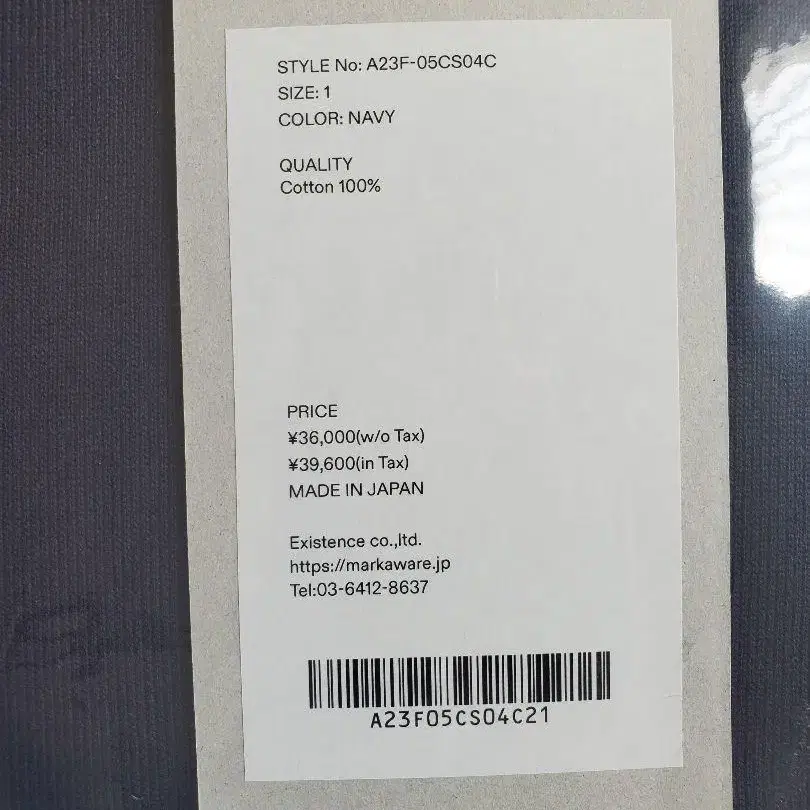 STYLE No: A23F-05CS04C
SIZE: 1
COLOR: NAVY
QUALITY
Cotton 100%
PRICE
¥36,000(w/o Tax)
¥39,600(in Tax)
MADE IN JAPAN
Existence co.,ltd.
https://markaware.jp
Tel:03-6412-8637
A23F05CS04C21